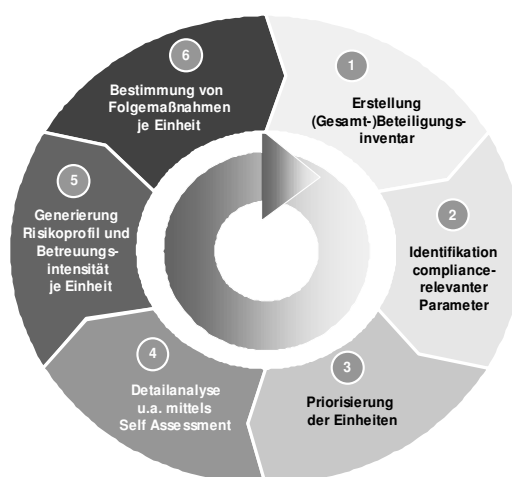 1
Erstellung
(Gesamt-)Beteiligungs-
inventar
2
Identifikation
compliance-
relevanter
Parameter
3
Priorisierung
der Einheiten
4
Detailanalyse
u.a. mittels
Self Assessment
5
Generierung
Risikoprofil und
Betreuungs-
intensität
je Einheit
6
Bestimmung von
Folgemaßnahmen
je Einheit